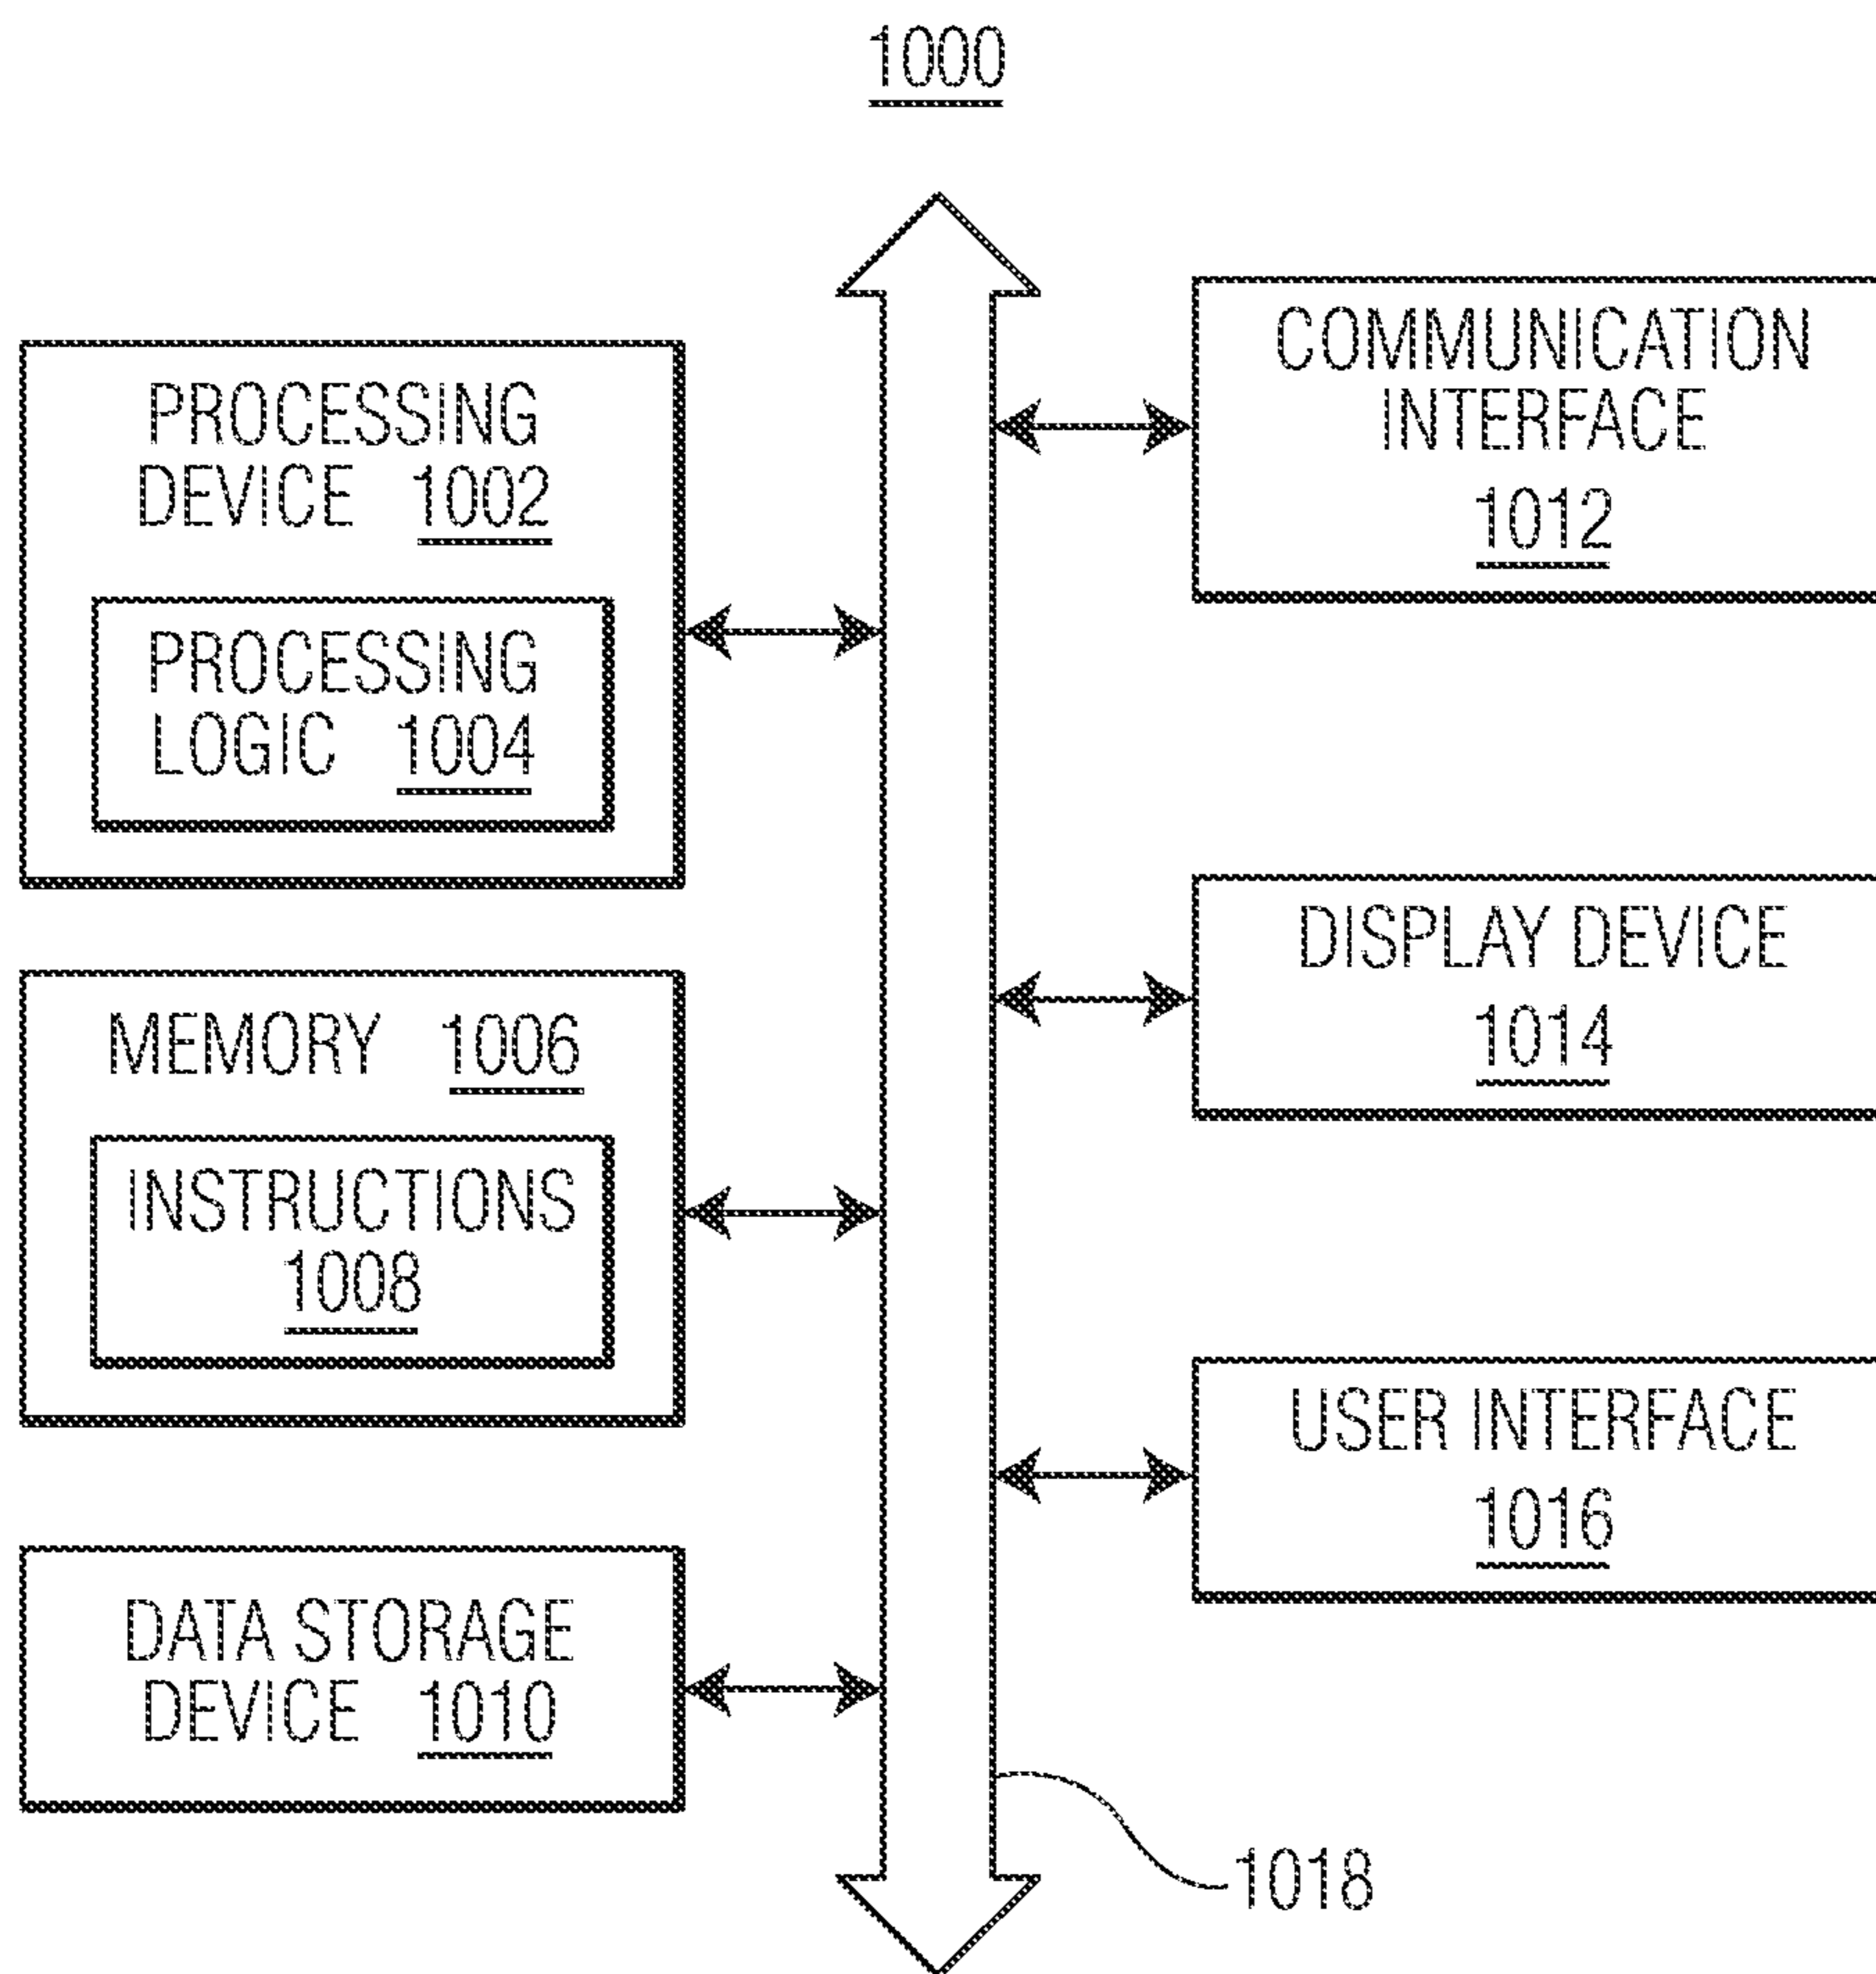 1000
PROCESSING
DEVICE 1002
PROCESSING
LOGIC 1004
MEMORY 1006
INSTRUCTIONS
1008
DATA STORAGE
DEVICE 1010
COMMUNICATION
INTERFACE
1012
DISPLAY DEVICE
1014
USER INTERFACE
1016
1018